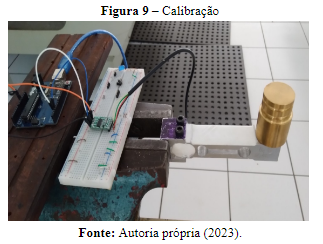 Figura 9 – Calibração
Fonte: Autoria própria (2023).